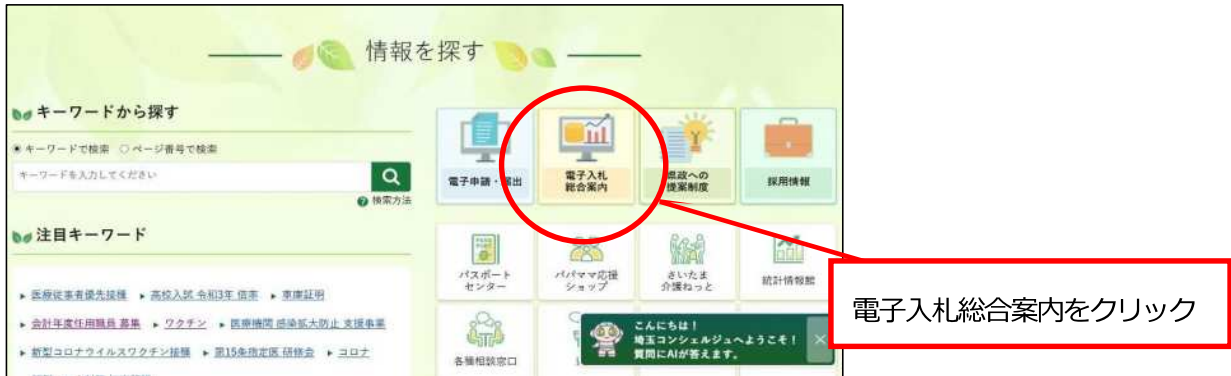 情報を探す
キーワードから探す
キーワードで検索 ページ番号で検索
キーワードを入力してください
検索方法
注目キーワード
医療従事者優先接種 高校入試 令和3年 倍率 車庫証明
会計年度任用職員 募集 ワクチン 医療機関 感染拡大防止 支援事業
新型コロナウイルスワクチン接種 第15条指定医 研修会 コロナ
電子申請・届出
電子入札
総合案内
県政への
提案制度
採用情報
パスポート
センター
パパママ応援
ショップ
さいたま
介護ねっと
統計情報館
各種相談窓口
こんにちは！
埼玉コンシェルジュへようこそ！
質問にAIが答えます。
電子入札総合案内をクリック